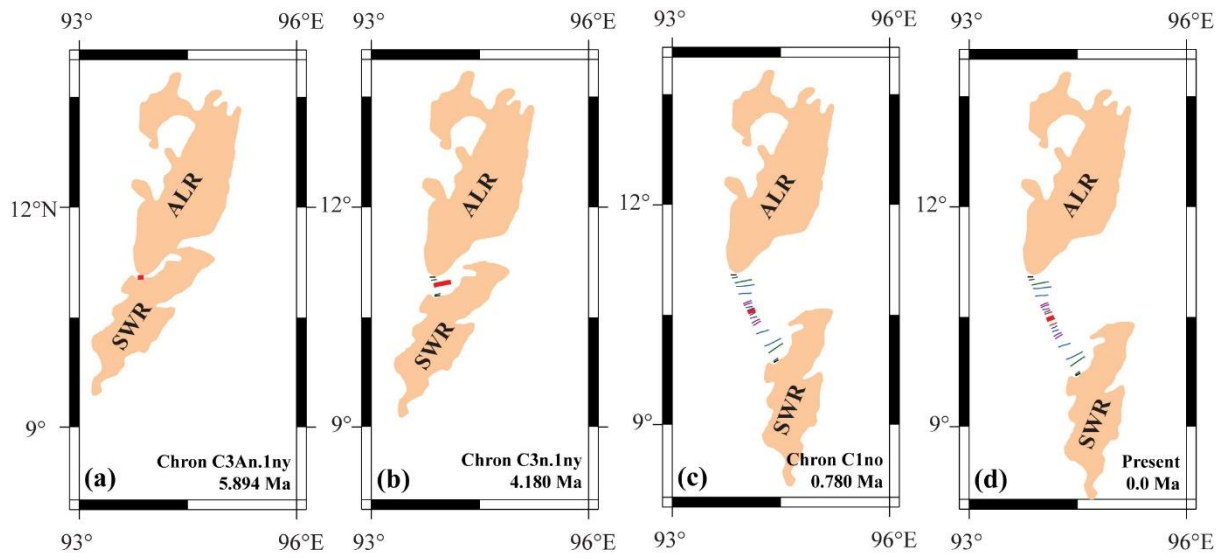 93° 96°E 93° 96°E 93° 96° 93° 96°
12°N 12° 12° 12°
ALR ALR ALR ALR
SWR SWR SWR SWR
9° 9° 9° 9°
(a) Chron C3An.1ny
5.894 Ma
(b) Chron C3n.1ny
4.180 Ma
(c) Chron C1no
0.780 Ma
(d) Present
0.0 Ma
93° 96°E 93° 96°E 93° 96°E 93° 96°E